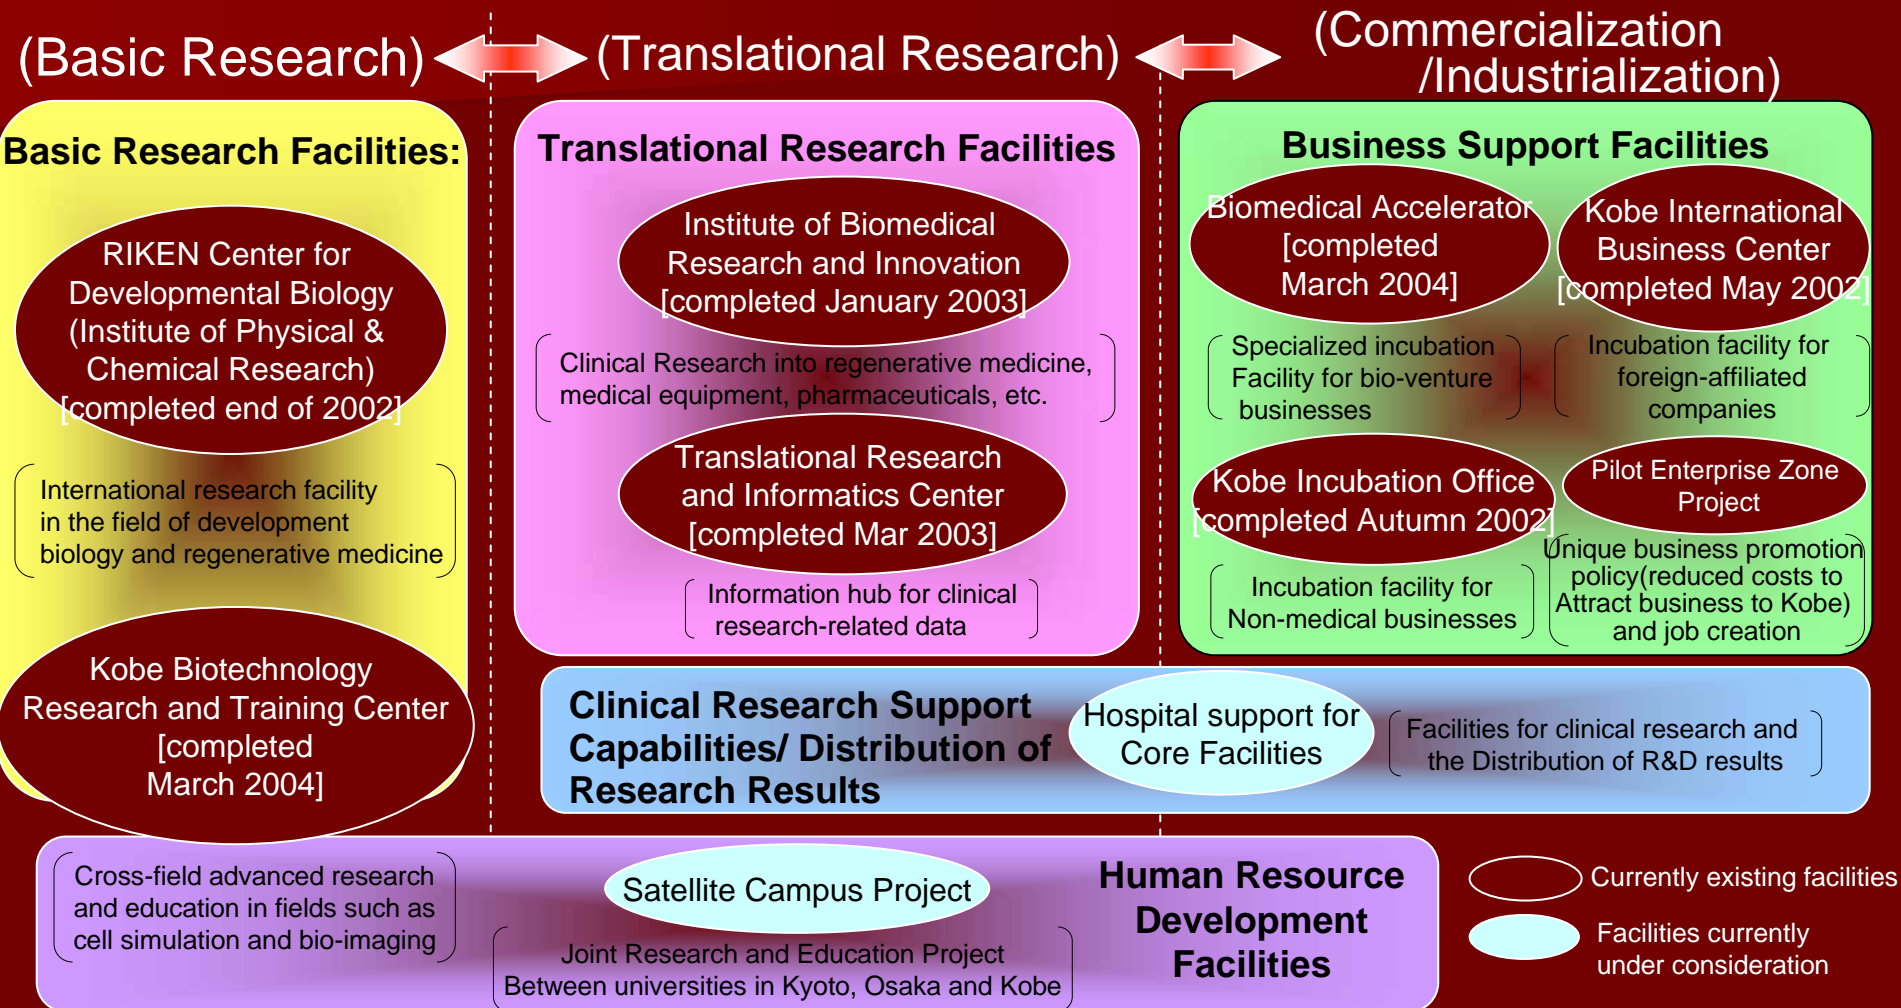 (Basic Research)
(Translational Research)
(Commercialization
/Industrialization)
Basic Research Facilities:
RIKEN Center for
Developmental Biology
(Institute of Physical &
Chemical Research)
[completed end of 2002]
International research facility
in the field of development
biology and regenerative medicine
Kobe Biotechnology
Research and Training Center
[completed
March 2004]
Translational Research Facilities
Institute of Biomedical
Research and Innovation
[completed January 2003]
Clinical Research into regenerative medicine,
medical equipment, pharmaceuticals, etc.
Translational Research
and Informatics Center
[completed Mar 2003]
Information hub for clinical
research-related data
Business Support Facilities
Biomedical Accelerator
[completed
March 2004]
Specialized incubation
Facility for bio-venture
businesses
Kobe International
Business Center
[completed May 2002]
Incubation facility for
foreign-affiliated
companies
Kobe Incubation Office
[completed Autumn 2002]
Incubation facility for
Non-medical businesses
Pilot Enterprise Zone
Project
Unique business promotion
policy(reduced costs to
Attract business to Kobe)
and job creation
Clinical Research Support
Capabilities/ Distribution of
Research Results
Hospital support for
Core Facilities
Facilities for clinical research and
the Distribution of R&D results
Cross-field advanced research
and education in fields such as
cell simulation and bio-imaging
Satellite Campus Project
Joint Research and Education Project
Between universities in Kyoto, Osaka and Kobe
Human Resource
Development
Facilities
Currently existing facilities
Facilities currently
under consideration